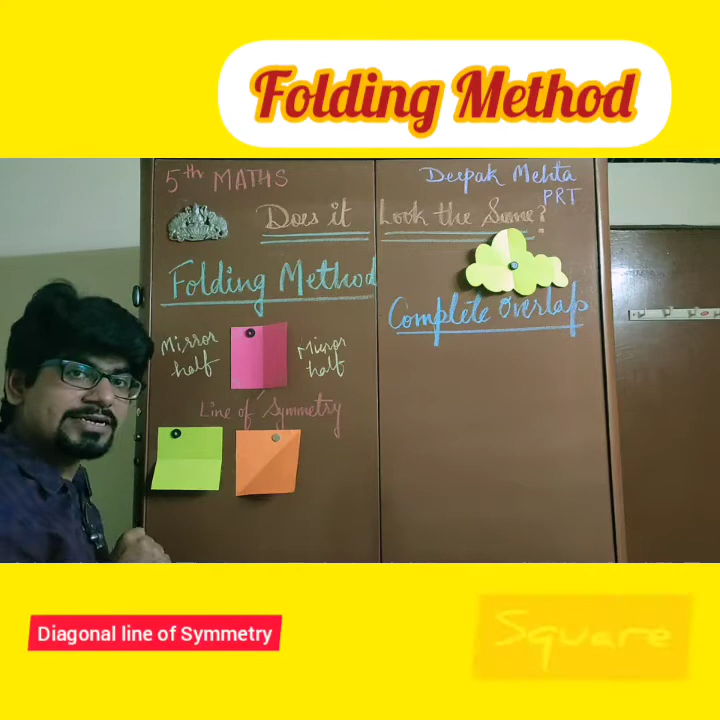 Folding Method
5th MATHS
Deepak Mehta
PRT
Does it Look the Same?
Folding Method
Complete Overlap
Mirror
half
Mirror
half
Line of Symmetry
Diagonal line of Symmetry
Square